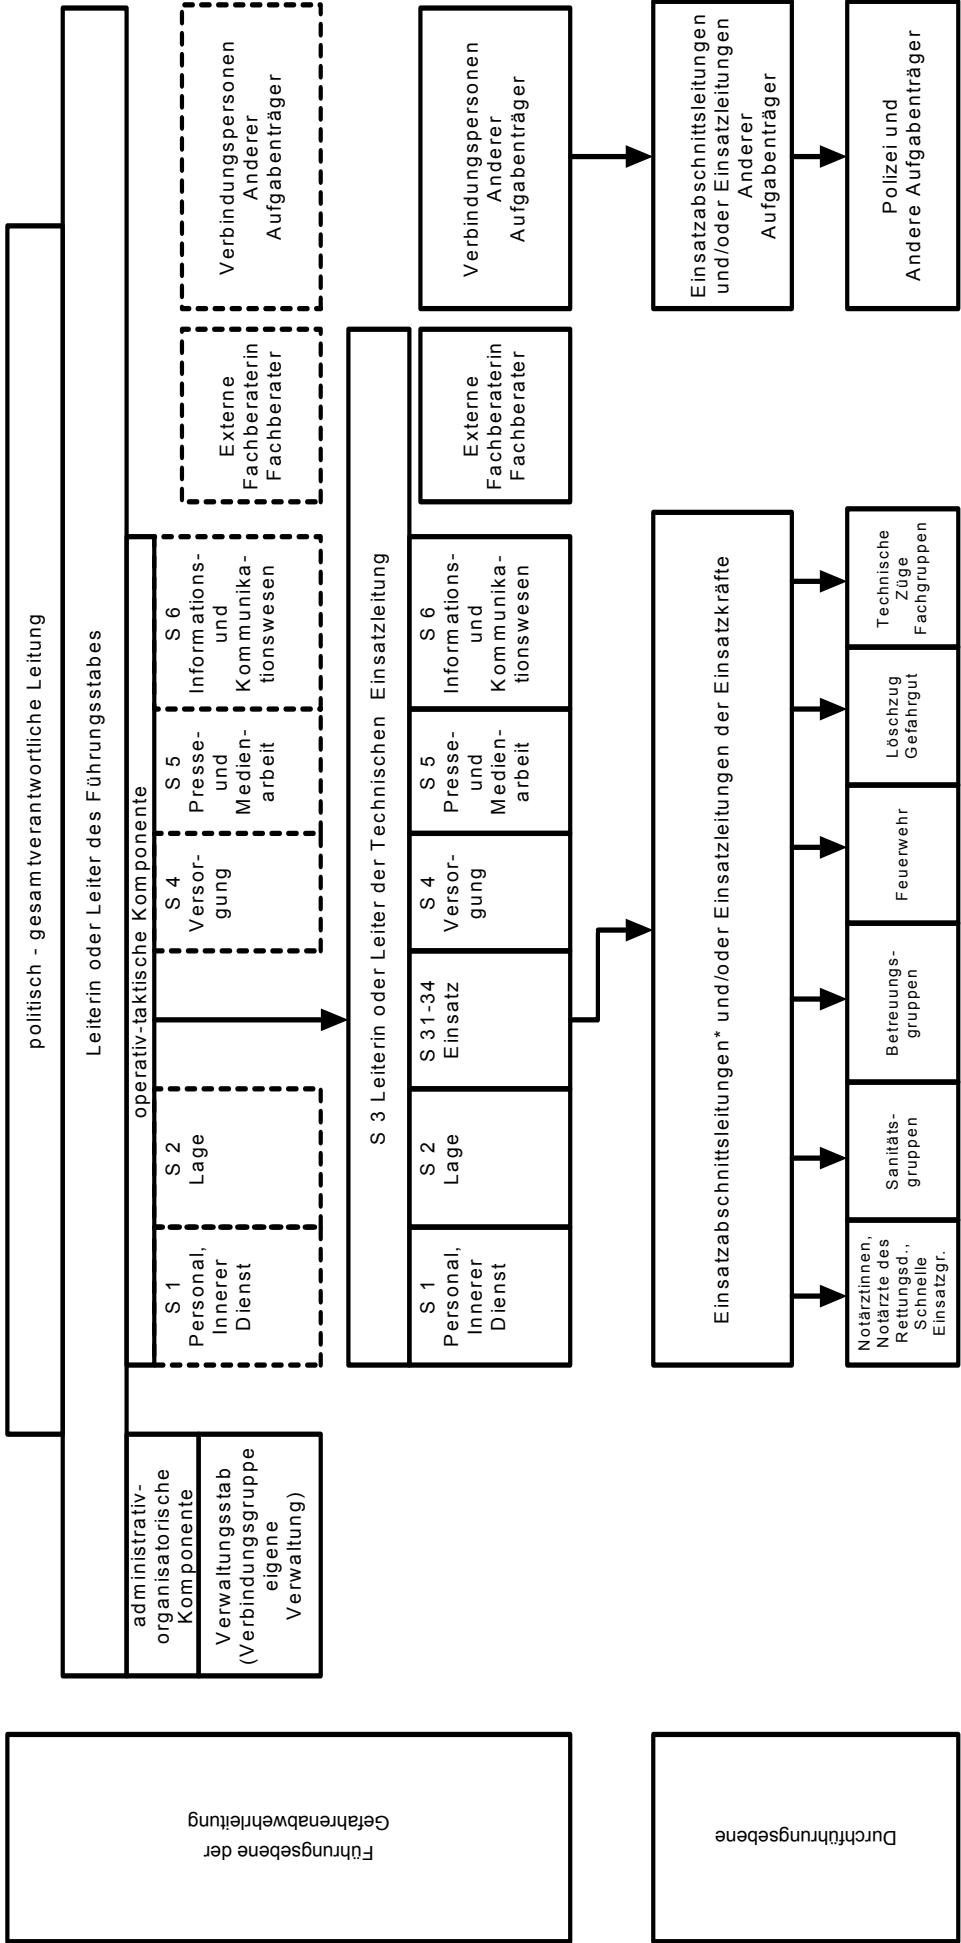 politisch - gesamtverantwortliche Leitung
Leiterin oder Leiter des Führungsstabes
administrativ-
organisatorische
Komponente
Verwaltungsstab
(Verbindungsgruppe
eigene
Verwaltung)
operativ-taktische Komponente
S 1
Personal,
Innerer
Dienst
S 2
Lage
S 4
Versor-
gung
S 5
Presse-
und
Medien-
arbeit
S 6
Informations-
und
Kommunika-
tionswesen
Externe
Fachberaterin
Fachberater
Verbindungspersonen
Anderer
Aufgabenträger
S 3 Leiterin oder Leiter der Technischen Einsatzleitung
S 1
Personal,
Innerer
Dienst
S 2
Lage
S 31-34
Einsatz
S 4
Versor-
gung
S 5
Presse-
und
Medien-
arbeit
S 6
Informations-
und
Kommunika-
tionswesen
Externe
Fachberaterin
Fachberater
Verbindungspersonen
Anderer
Aufgabenträger
Führungsebene der
Gefahrenabwehrleitung
Einsatzabschnittsleitungen* und/oder Einsatzleitungen der Einsatzkräfte
Einsatzabschnittsleitungen
und/oder Einsatzleitungen
Anderer
Aufgabenträger
Notärztinnen,
Notärzte des
Rettungsd.,
Schnelle
Einsatzgr.
Sanitäts-
gruppen
Betreuungs-
gruppen
Feuerwehr
Löschzug
Gefahrgut
Technische
Züge
Fachgruppen
Polizei und
Andere Aufgabenträger
Durchführungsebene